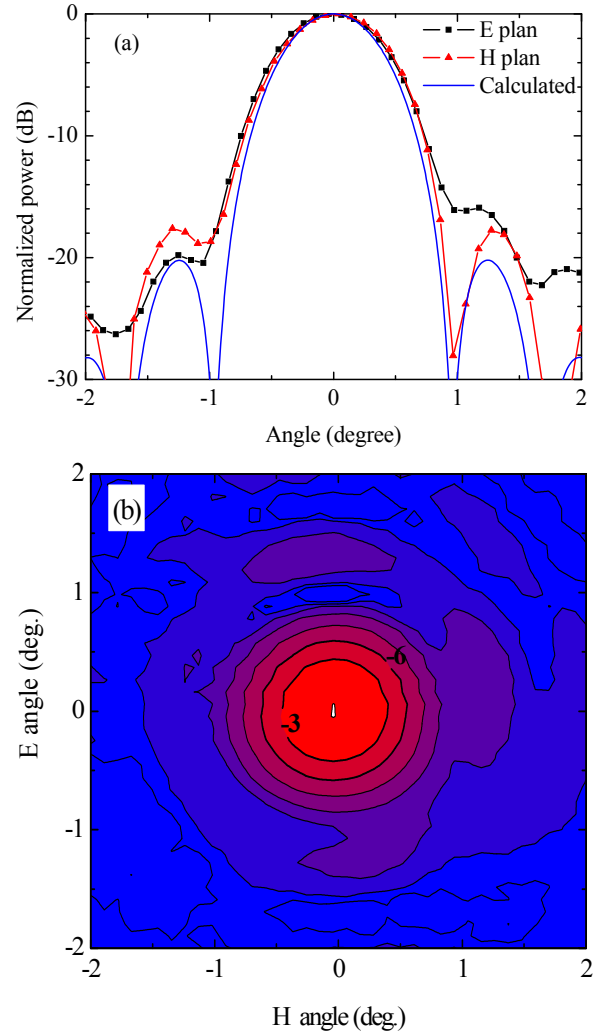 (a)
E plan
H plan
Calculated
Normalized power (dB)
0
-10
-20
-30
-2 -1 0 1 2
Angle (degree)
(b)
E angle (deg.)
2
1
0
-1
-2
-6
-3
-2 -1 0 1 2
H angle (deg.)